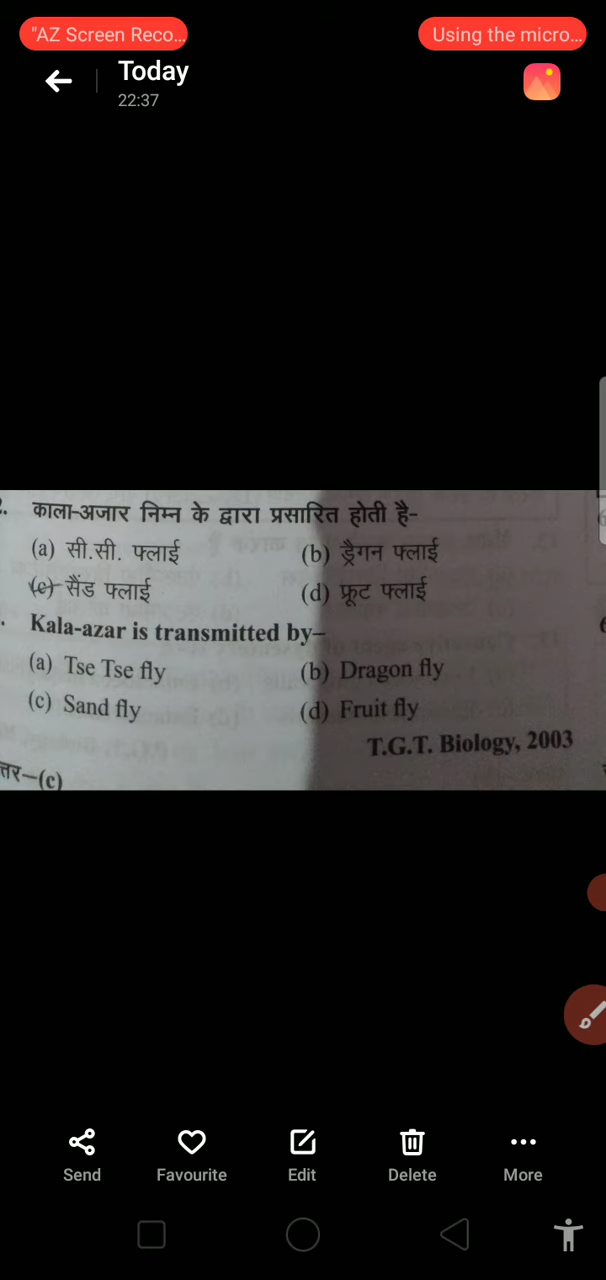 "AZ Screen Reco...
Using the micro...
Today
22:37
2. काला-अजार निम्न के द्वारा प्रसारित होती है-
(a) सी.सी. फ्लाई (b) ड्रैगन फ्लाई
(c) सैंड फ्लाई (d) फ्रूट फ्लाई
. Kala-azar is transmitted by–
(a) Tse Tse fly (b) Dragon fly
(c) Sand fly (d) Fruit fly
T.G.T. Biology, 2003
त्तर–(c)
Send Favourite Edit Delete More